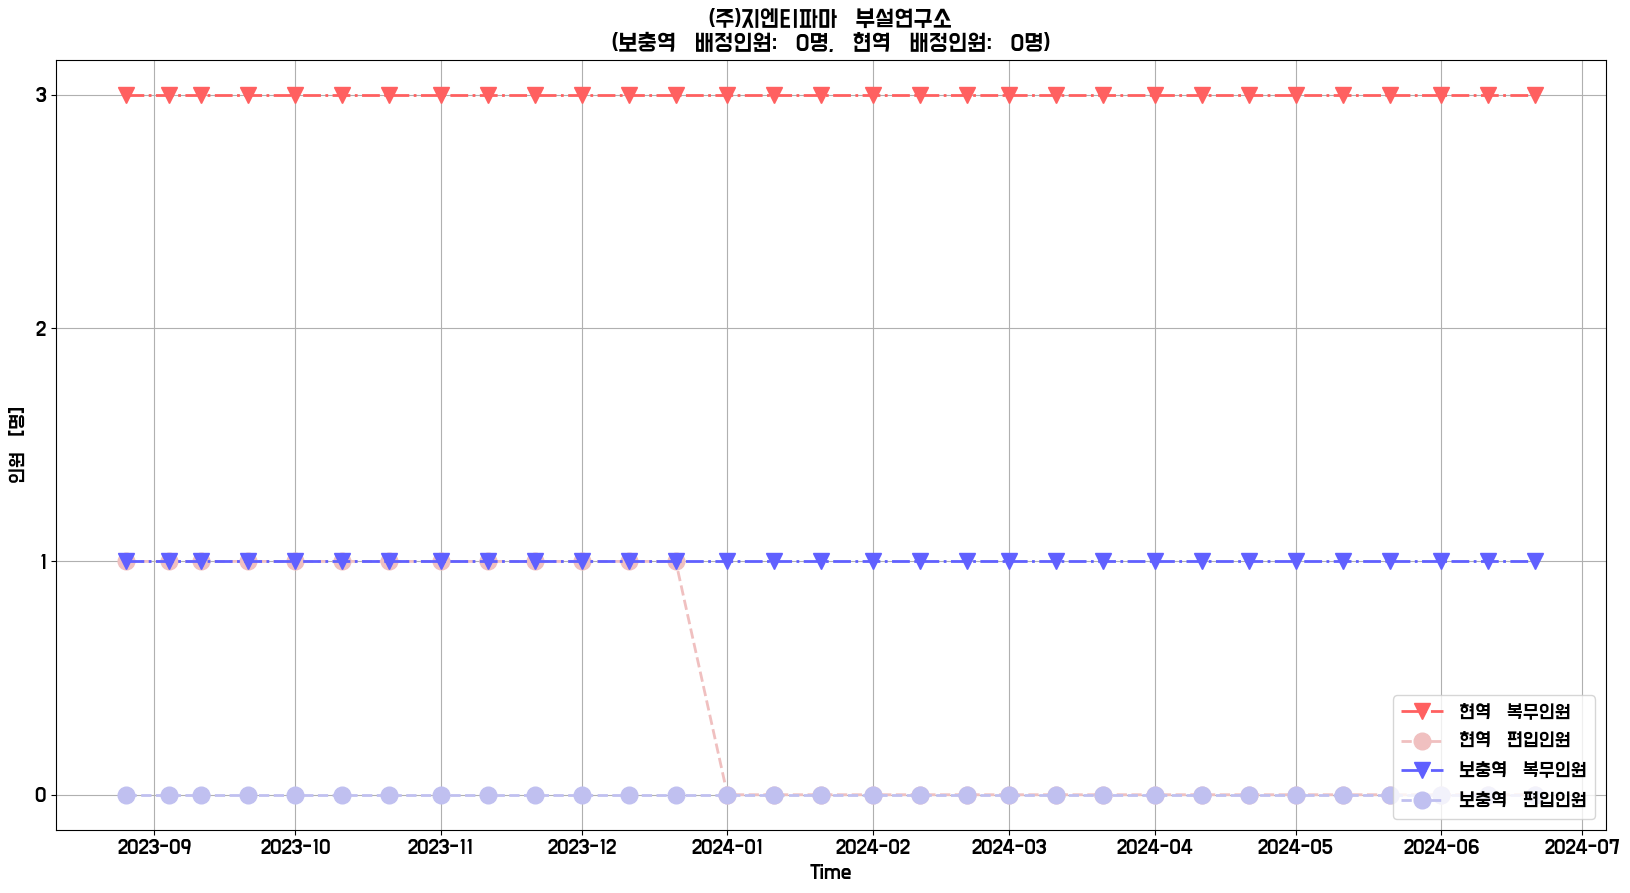 (주)지엔티파마 부설연구소
(보충역 배정인원: 0명, 현역 배정인원: 0명)
인원 [명]
3
2
1
0
현역 복무인원
현역 편입인원
보충역 복무인원
보충역 편입인원
2023-09 2023-10 2023-11 2023-12 2024-01 2024-02 2024-03 2024-04 2024-05 2024-06 2024-07
Time